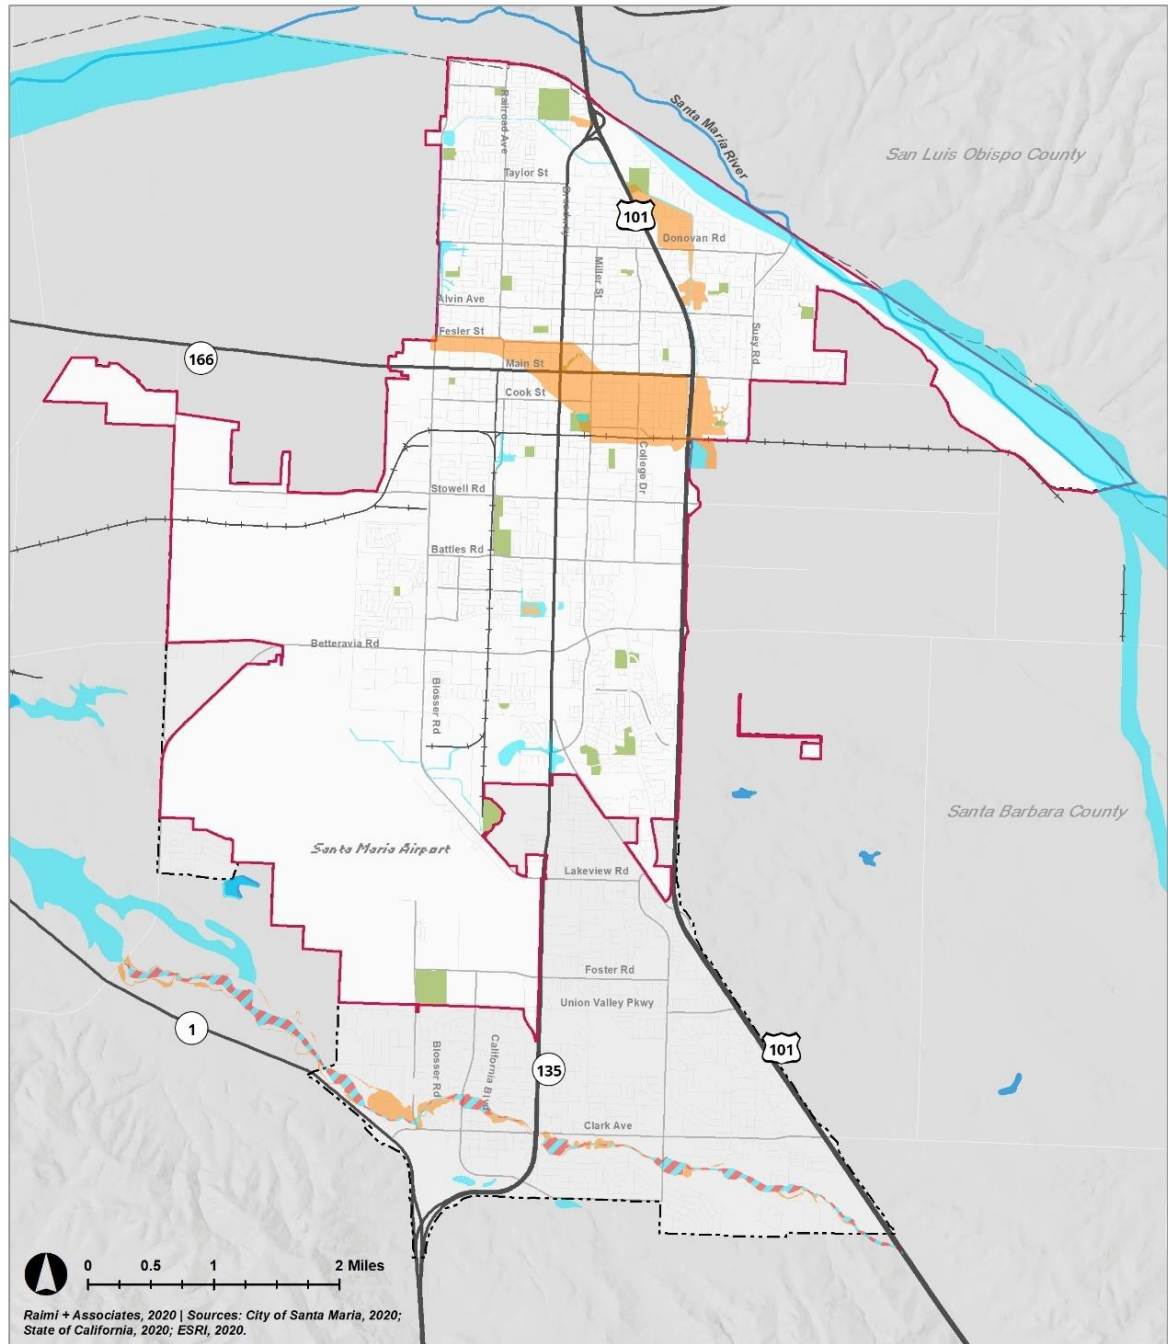 Santa Maria River
San Luis Obispo County
Railroad Ave
Taylor St
Broadway
101
Donovan Rd
Miller St
Alvin Ave
Fesler St
Suey Rd
166
Main St
Cook St
College Dr
Stowell Rd
Battles Rd
Betteravia Rd
Blosser Rd
Santa Barbara County
Santa Maria Airport
Lakeview Rd
Foster Rd
Union Valley Pkwy
1
Blosser Rd
California Blvd
135
101
Clark Ave
0 0.5 1 2 Miles
Raimi + Associates, 2020 | Sources: City of Santa Maria, 2020;
State of California, 2020; ESRI, 2020.